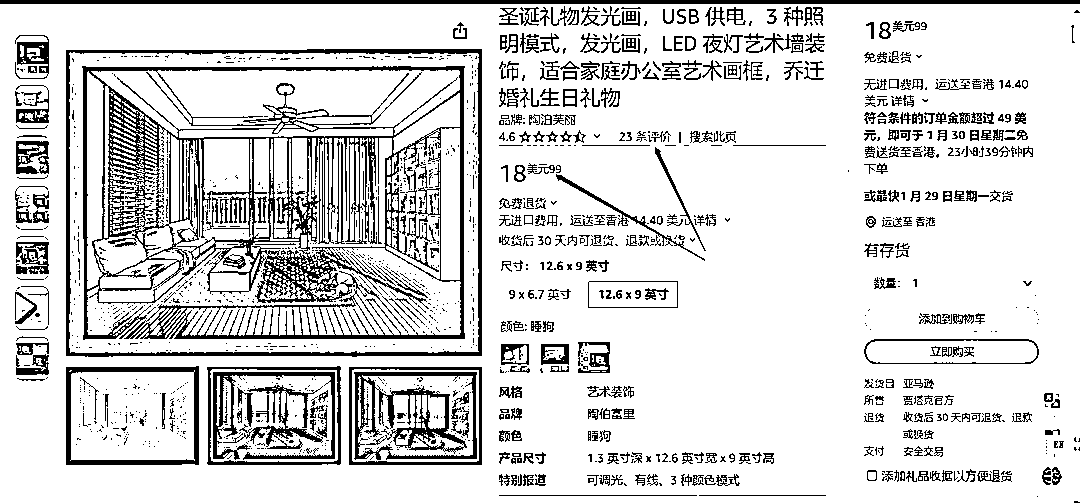 圣诞礼物发光画，USB 供电，3 种照
明模式，发光画，LED 夜灯艺术墙装
饰，适合家庭办公室艺术画框，乔迁
婚礼生日礼物
品牌: 陶泊芙丽
4.6
23 条评价 | 搜索此页
18美元99
免费退货
无进口费用，运送至香港 14.40 美元 详情
收货后 30 天内可退货、退款或换货
尺寸： 12.6 x 9 英寸
9 x 6.7 英寸
12.6 x 9 英寸
颜色: 睡狗
风格 艺术装饰
品牌 陶伯富里
颜色 睡狗
产品尺寸 1.3 英寸深 x 12.6 英寸宽 x 9 英寸高
特别报道 可调光、有线、3 种颜色模式
18美元99
免费退货
无进口费用，运送至香港 14.40
美元 详情
符合条件的订单金额超过 49 美
元，即可于 1 月 30 日星期二免
费送货至香港。23小时39分钟内
下单
或最快1 月 29 日星期一交货
运送至 香港
有存货
数量： 1
添加到购物车
立即购买
发货日 亚马逊
所售 贾塔克官方
退货 收货后 30 天内可退货、退款
或换货
支付 安全交易
添加礼品收据以方便退货